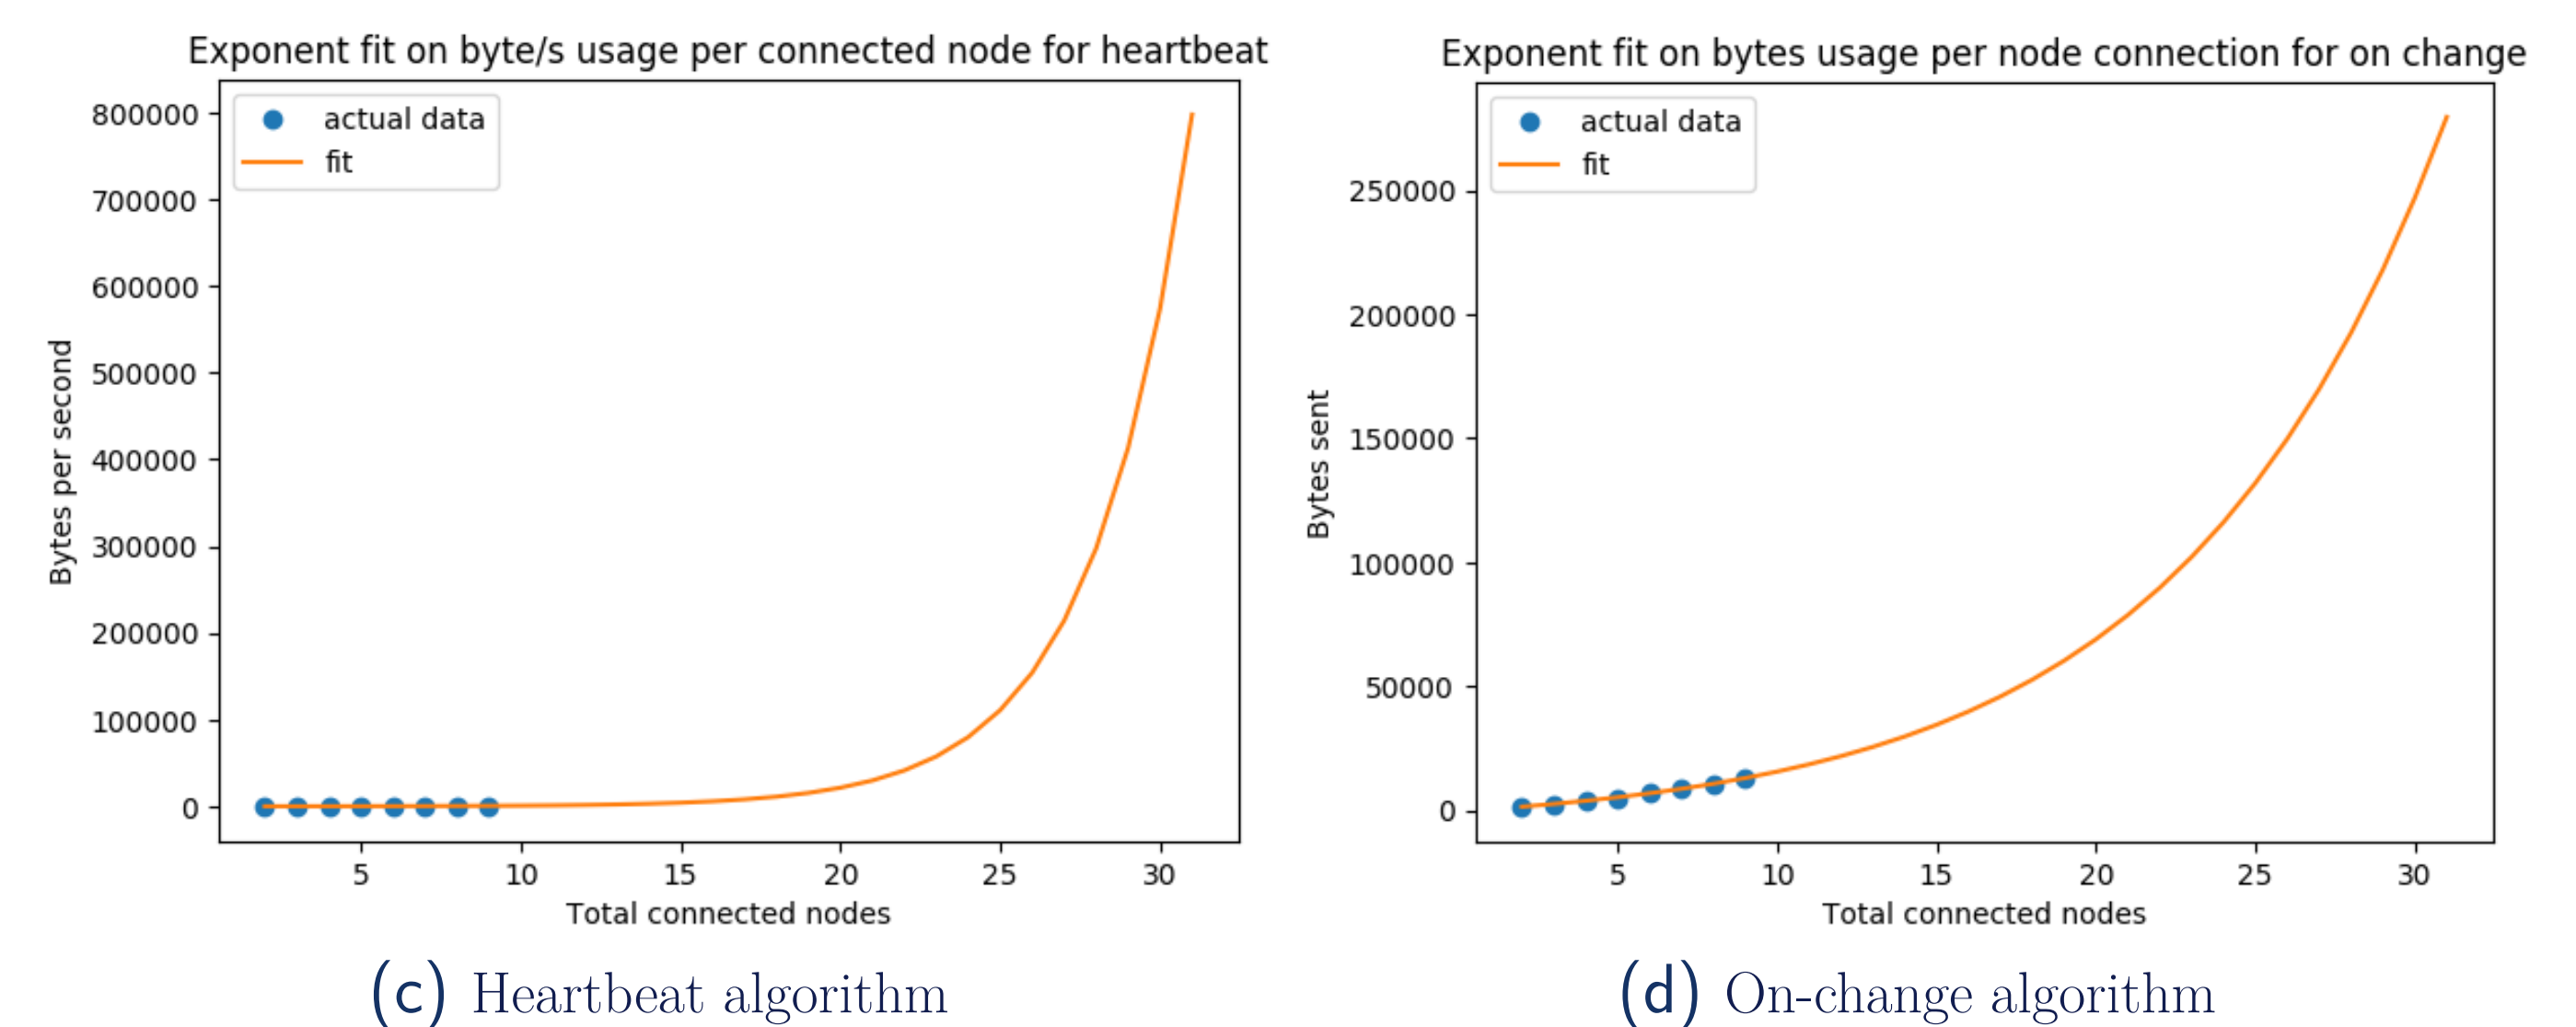 Exponent fit on byte/s usage per connected node for heartbeat
actual data
fit
800000
700000
600000
500000
400000
300000
200000
100000
0
Bytes per second
5 10 15 20 25 30
Total connected nodes
(c) Heartbeat algorithm
Exponent fit on bytes usage per node connection for on change
actual data
fit
250000
200000
150000
100000
50000
0
Bytes sent
5 10 15 20 25 30
Total connected nodes
(d) On-change algorithm